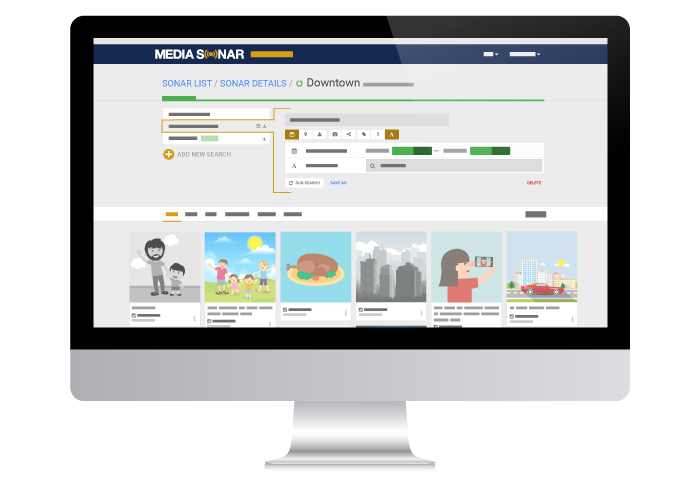 MEDIA SONAR
SONAR LIST / SONAR DETAILS / Downtown
ADD NEW SEARCH
RUN SEARCH SAVE AS DELETE